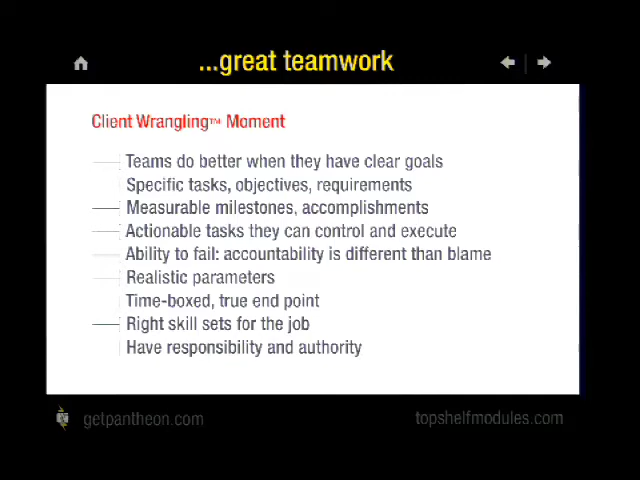 ...great teamwork
Client Wrangling™ Moment
Teams do better when they have clear goals
Specific tasks, objectives, requirements
Measurable milestones, accomplishments
Actionable tasks they can control and execute
Ability to fail: accountability is different than blame
Realistic parameters
Time-boxed, true end point
Right skill sets for the job
Have responsibility and authority
getpantheon.com
topshelfmodules.com